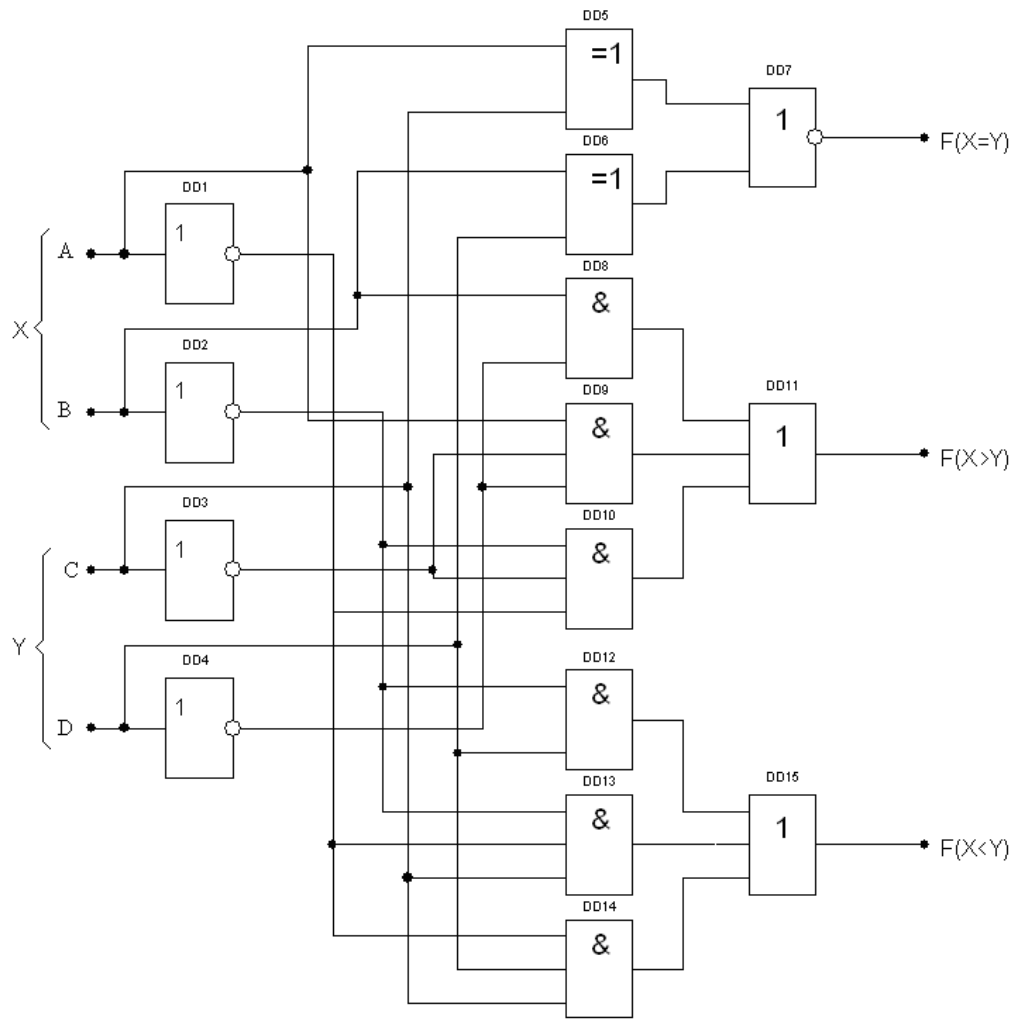 DD5
=1
DD7
1
F(X=Y)
DD6
=1
DD1
1
A
X
DD8
&
DD2
1
B
DD9
&
DD11
1
F(X>Y)
DD3
1
C
DD10
&
Y
DD4
1
D
DD12
&
DD13
&
DD15
1
F(X<Y)
DD14
&